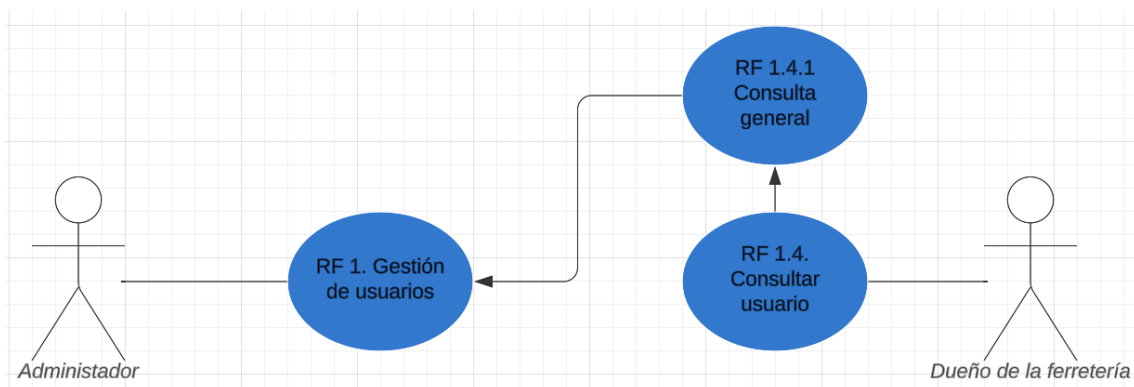 RF 1.4.1
Consulta
general
RF 1. Gestión
de usuarios
RF 1.4.
Consultar
usuario
Administador
Dueño de la ferretería